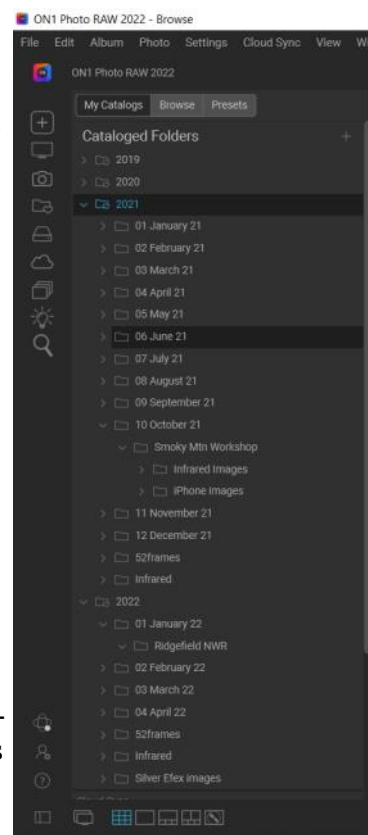 ON1 Photo RAW 2022 - Browse
File Edit Album Photo Settings Cloud Sync View
ON1 Photo RAW 2022
My Catalogs Browse Presets
Cataloged Folders +
2019
2020
2021
01 January 21
02 February 21
03 March 21
04 April 21
05 May 21
06 June 21
07 July 21
08 August 21
09 September 21
10 October 21
Smoky Mtn Workshop
Infrared Images
iPhone Images
11 November 21
12 December 21
52frames
Infrared
2022
01 January 22
Ridgefield NWR
02 February 22
03 March 22
04 April 22
52frames
Infrared
Silver Efex images